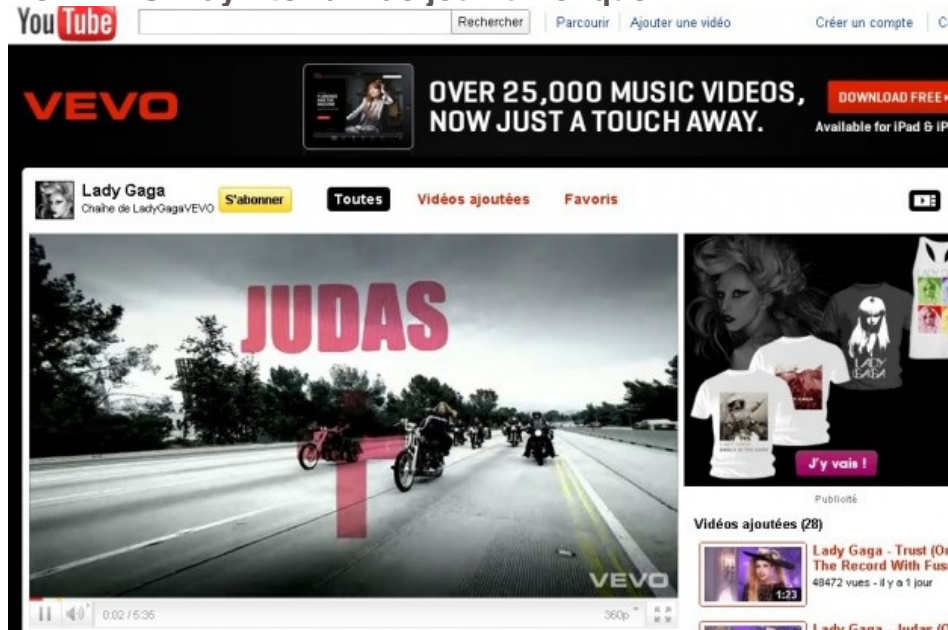 You Tube
Rechercher
Parcourir
Ajouter une vidéo
Créer un compte
VEVO
OVER 25,000 MUSIC VIDEOS,
NOW JUST A TOUCH AWAY.
DOWNLOAD FREE
Available for iPad &
Lady Gaga
Chaîne de LadyGagaVEVO
S'abonner
Toutes
Vidéos ajoutées
Favoris
JUDAS
VEVO
LADY
GAGA
J'y vais !
Publicité
Vidéos ajoutées (28)
Lady Gaga - Trust
The Record With
48472 vues - il y a 1 jour
1:23
Lady Gaga - Judas
0:02 / 5:35
360p